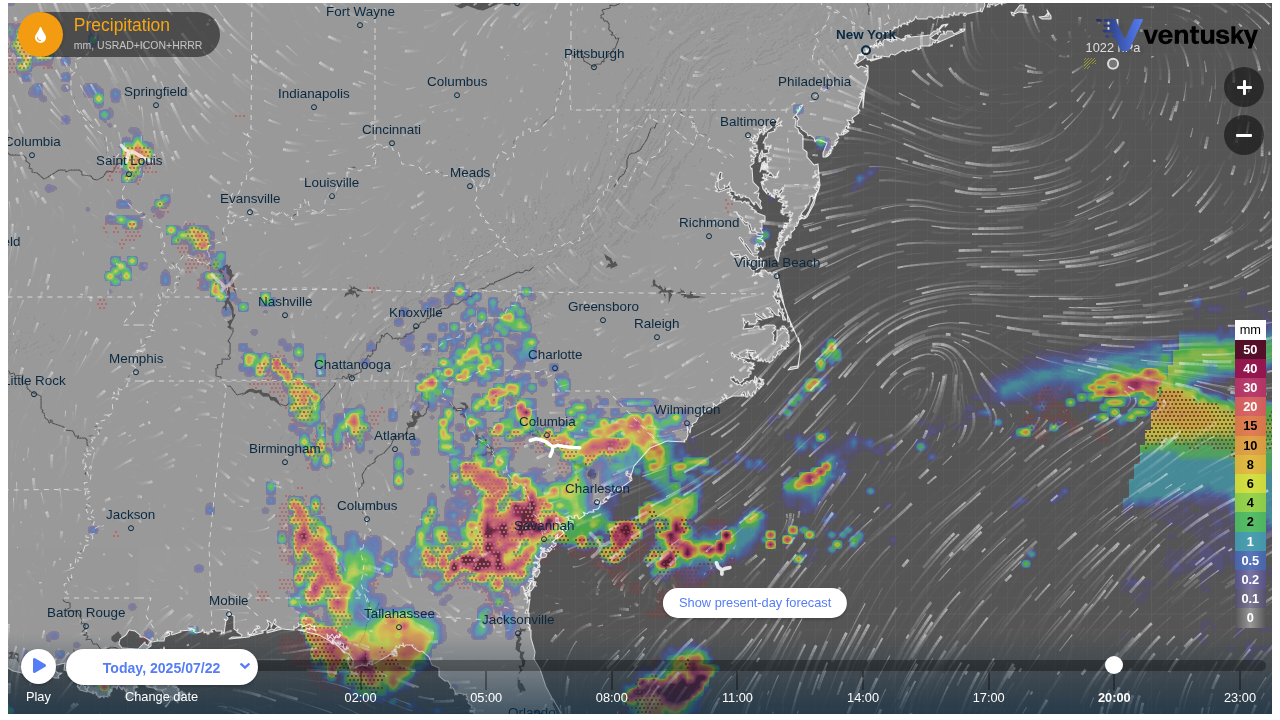 Precipitation
mm, USRAD+ICON+HRRR
Fort Wayne
New York
ventusky
1022 hPa
Pittsburgh
Springfield
Indianapolis
Columbus
Philadelphia
Columbia
Cincinnati
Baltimore
Saint Louis
Meads
Evansville
Louisville
Richmond
eld
Virginia Beach
Nashville
Knoxville
Greensboro
Raleigh
Memphis
Chattanooga
Charlotte
Little Rock
Wilmington
Columbia
Birmingham
Atlanta
Charleston
Jackson
Columbus
Savannah
Baton Rouge
Mobile
Tallahassee
Jacksonville
Orlando
mm
50
40
30
20
15
10
8
6
4
2
1
0.5
0.2
0.1
0
Show present-day forecast
Today, 2025/07/22
Play
Change date
02:00
05:00
08:00
11:00
14:00
17:00
20:00
23:00